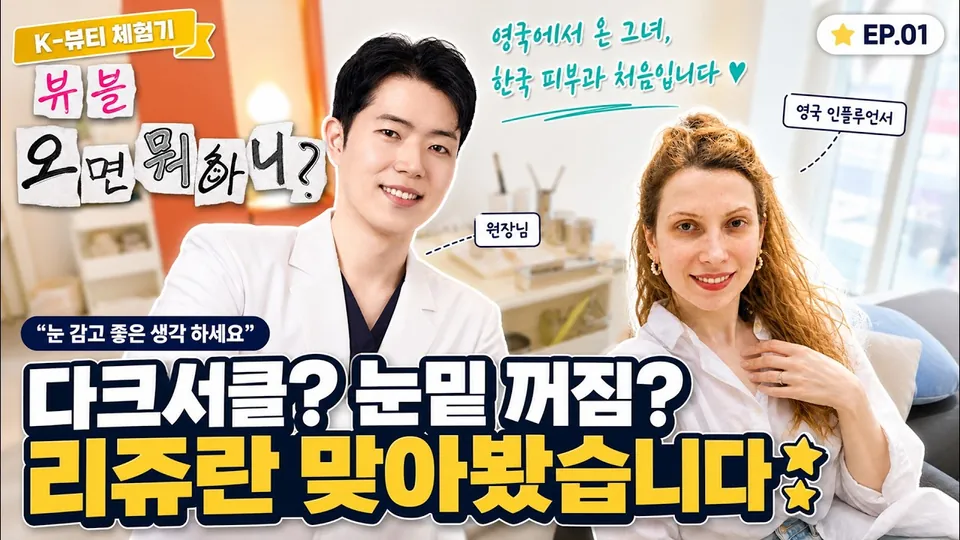 K-뷰티 체험기
뷰블
오면 뭐하니?
영국에서 온 그녀,
한국 피부과 처음입니다 ♥
EP.01
영국 인플루언서
원장님
“눈 감고 좋은 생각 하세요”
다크서클? 눈밑 꺼짐?
리쥬란 맞아봤습니다